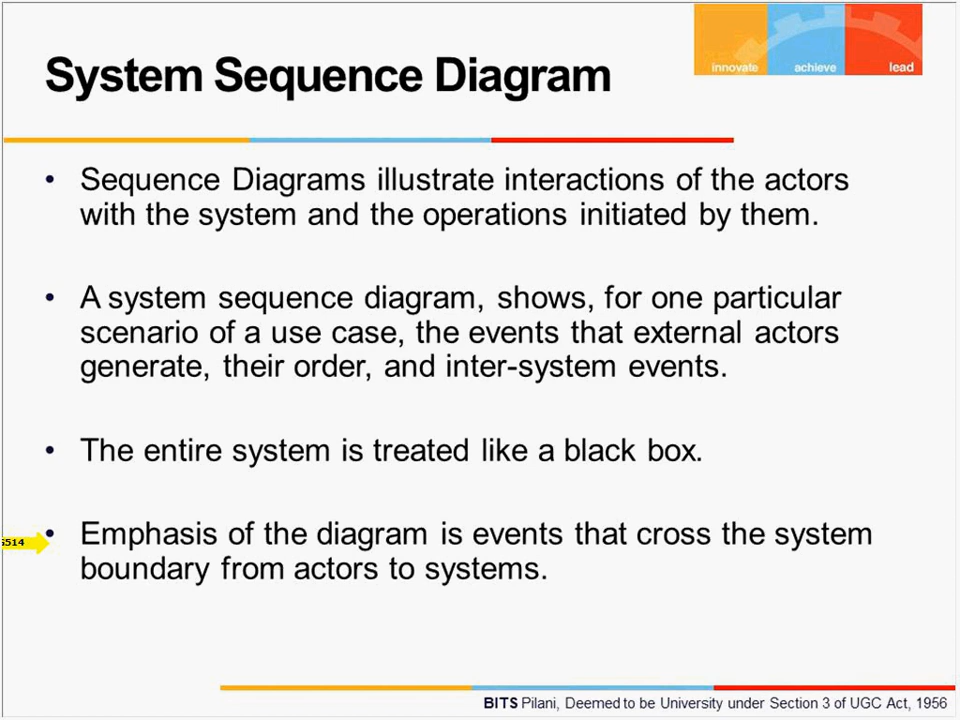 innovate achieve lead
System Sequence Diagram
• Sequence Diagrams illustrate interactions of the actors
with the system and the operations initiated by them.
• A system sequence diagram, shows, for one particular
scenario of a use case, the events that external actors
generate, their order, and inter-system events.
• The entire system is treated like a black box.
• Emphasis of the diagram is events that cross the system
boundary from actors to systems.
BITS Pilani, Deemed to be University under Section 3 of UGC Act, 1956